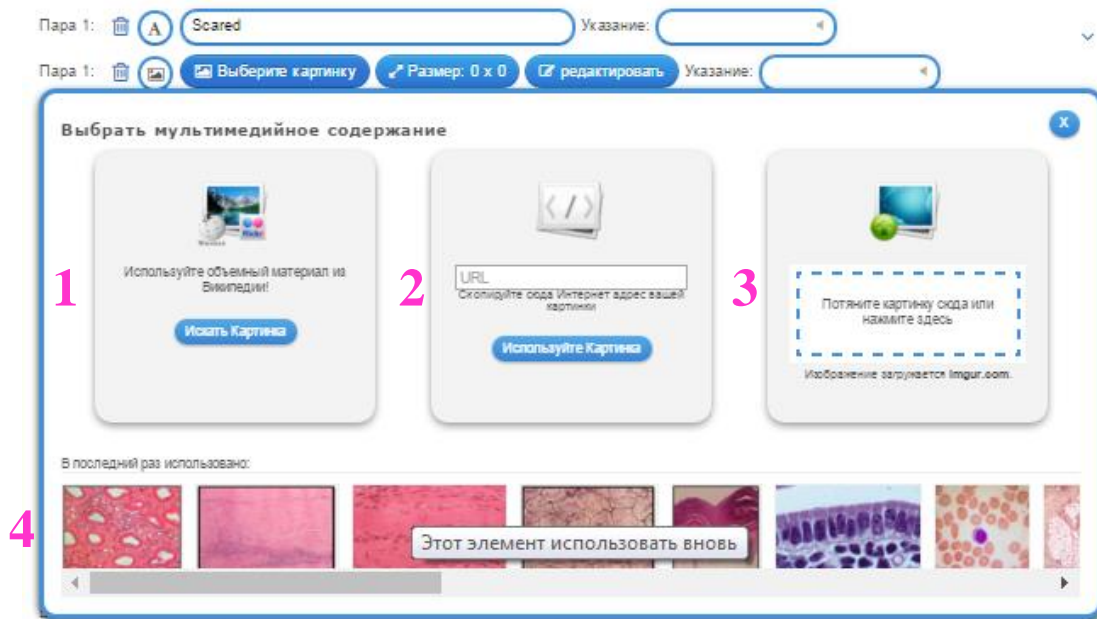 Пара 1: A Scared Указание:
Пара 1: Выберите картинку Размер: 0 x 0 редактировать Указание:
Выбрать мультимедийное содержание
X
1
Используйте объемный материал из
Википедии!
Искать Картинка
2
</>
URL
Скопируйте сюда Интернет адрес вашей
картинки
Используйте Картинка
3
Потяните картинку сюда или
нажмите здесь
Изображение загружается imgur.com.
В последний раз использовано:
4
Этот элемент использовать вновь